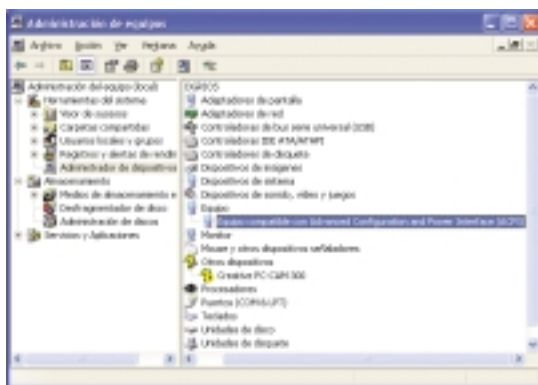 Administración de equipos
Archivo Acción Ver Ventana Ayuda
Administración del equipo (local)
Herramientas del sistema
Visor de sucesos
Carpetas compartidas
Usuarios locales y grupos
Registros y alertas de rendi
Administrador de dispositivos
Almacenamiento
Medios de almacenamiento e
Desfragmentador de disco
Administración de discos
Servicios y Aplicaciones
Adaptadores de pantalla
Adaptadores de red
Controladoras de bus serie universal (USB)
Controladoras IDE ATA/ATAPI
Controladoras de disquete
Dispositivos de imágenes
Dispositivos de sistema
Dispositivos de sonido, vídeo y juegos
Equipo
Equipo compatible con Advanced Configuration and Power Interface (ACPI)
Monitor
Mouse y otros dispositivos señaladores
Otros dispositivos
Creative PC CAM 300
Procesadores
Puertos (COM & LPT)
Teclados
Unidades de disco
Unidades de disquete